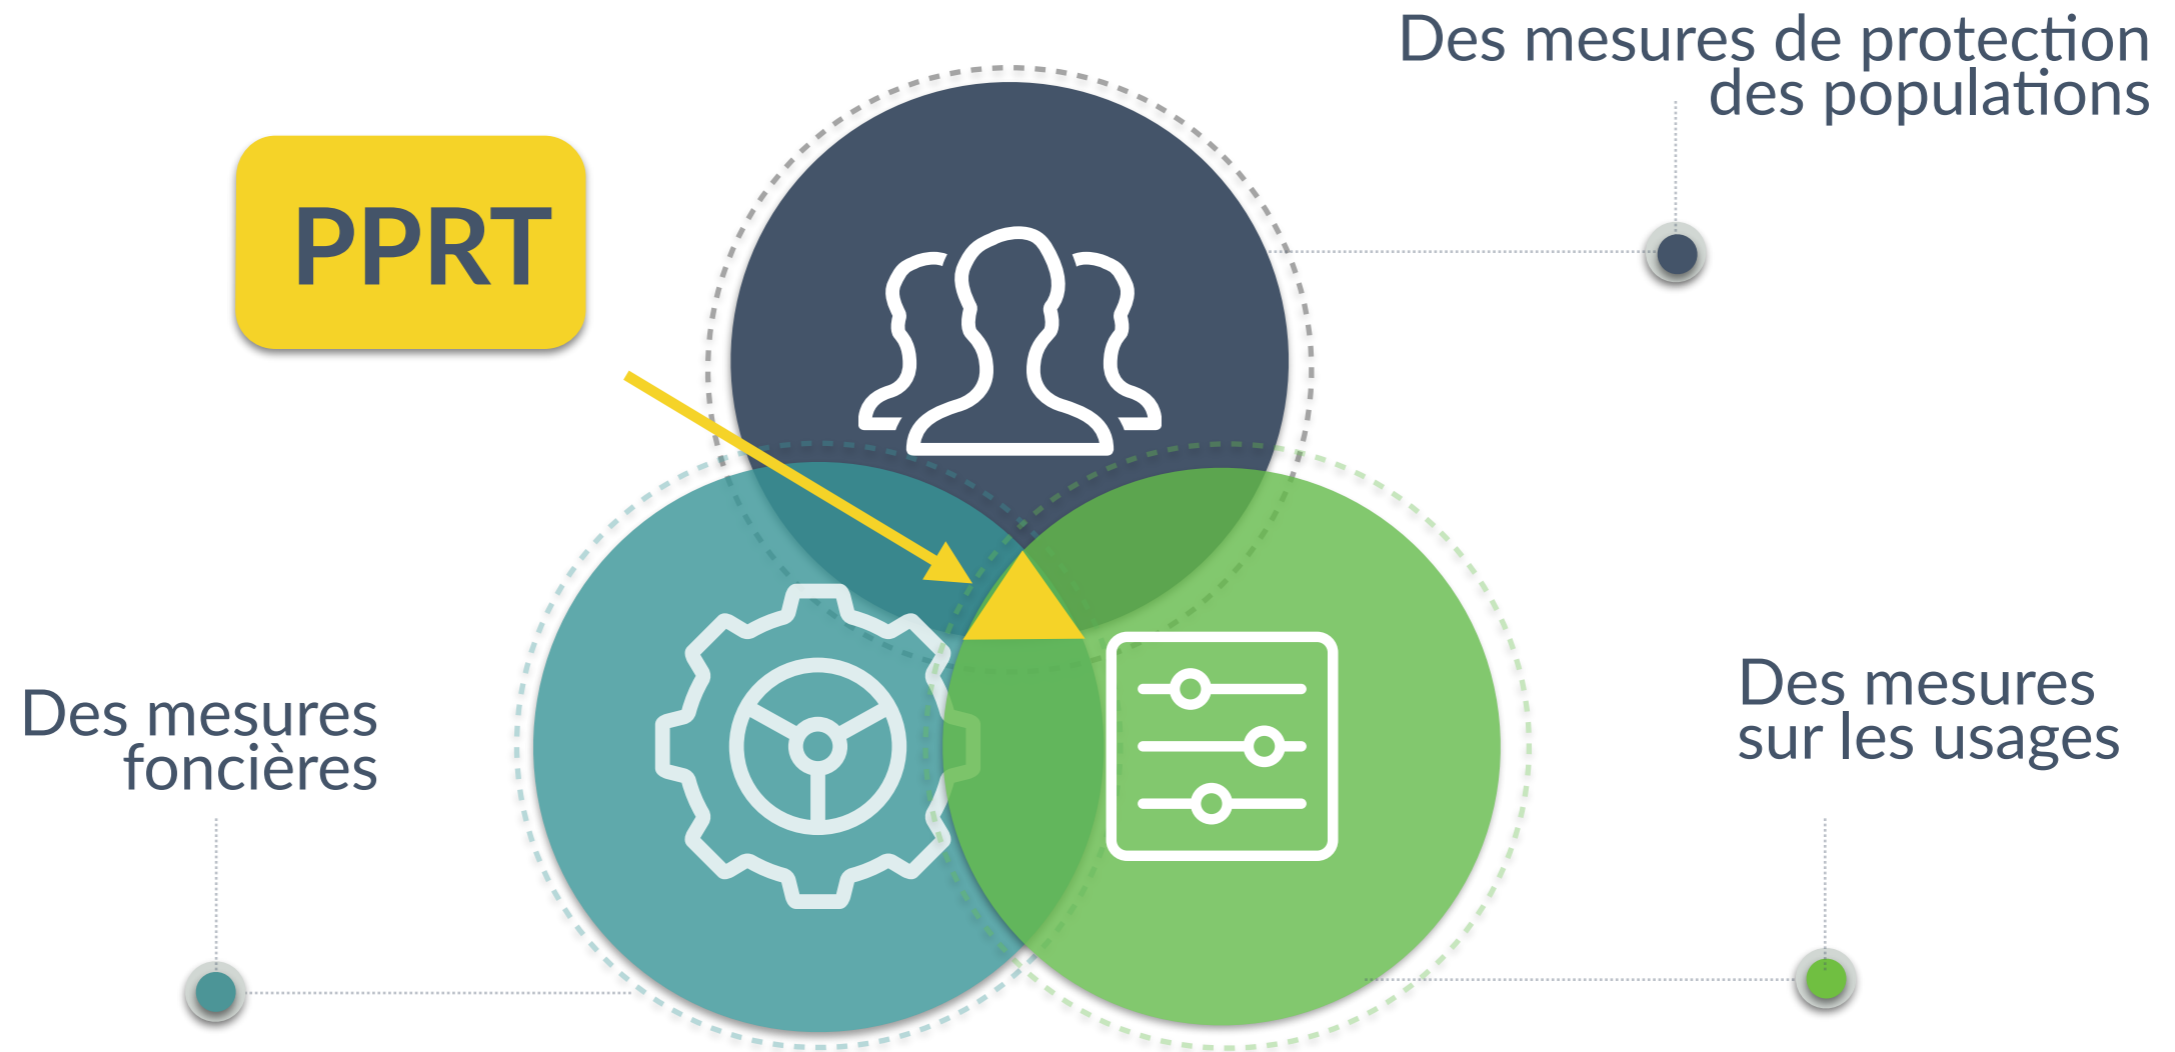 Des mesures de protection
des populations
PPRT
Des mesures
foncières
Des mesures
sur les usages